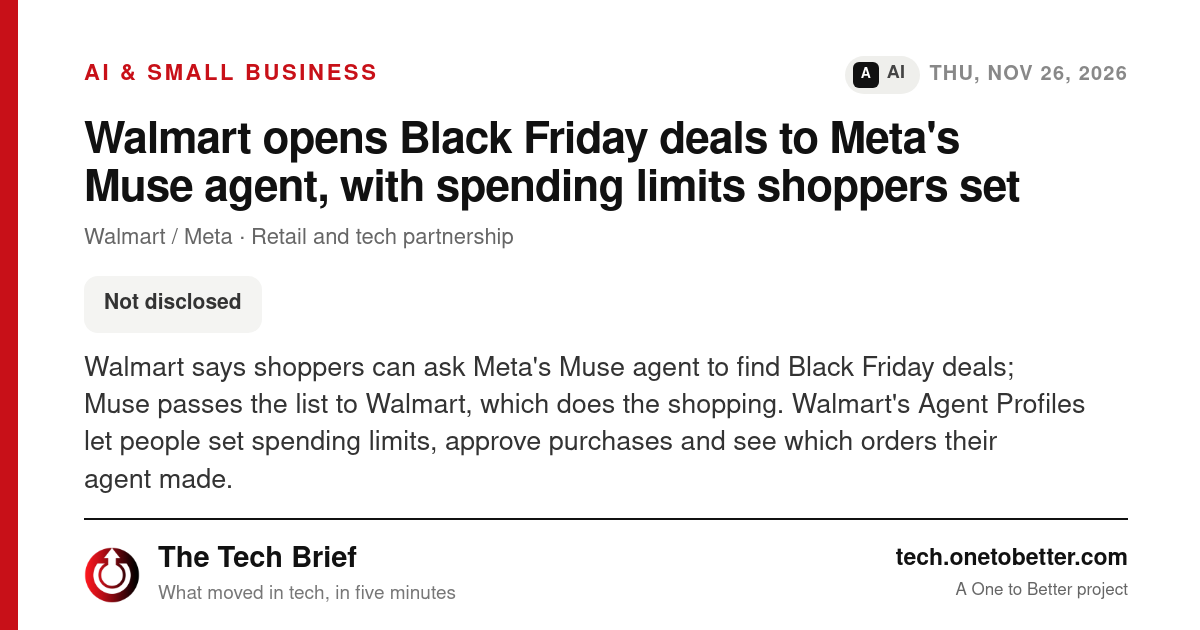 AI & SMALL BUSINESS
A AI THU, NOV 26, 2026
Walmart opens Black Friday deals to Meta's
Muse agent, with spending limits shoppers set
Walmart / Meta · Retail and tech partnership
Not disclosed
Walmart says shoppers can ask Meta's Muse agent to find Black Friday deals;
Muse passes the list to Walmart, which does the shopping. Walmart's Agent Profiles
let people set spending limits, approve purchases and see which orders their
agent made.
The Tech Brief
What moved in tech, in five minutes
tech.onetobetter.com
A One to Better project